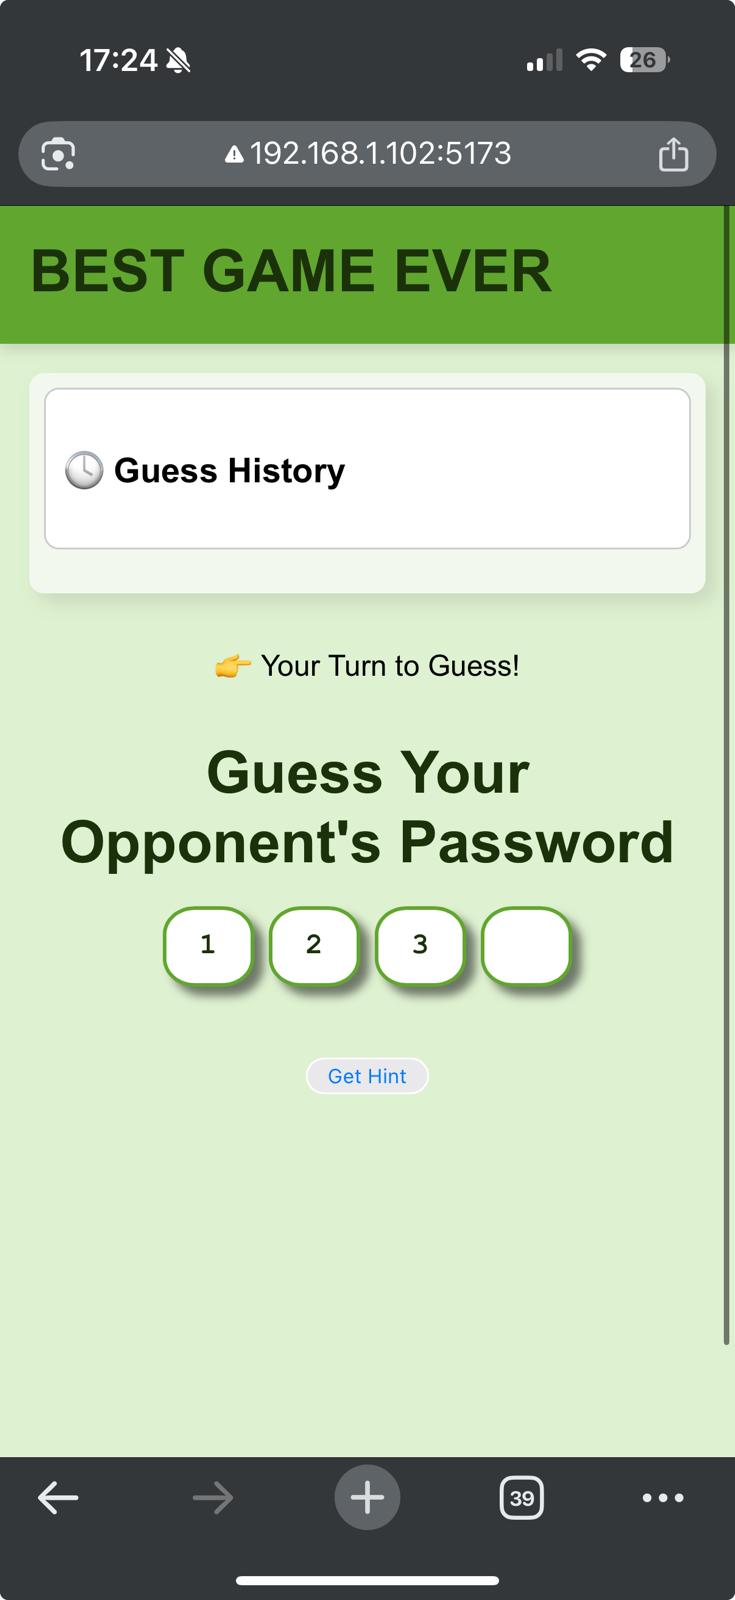 17:24
26
192.168.1.102:5173
BEST GAME EVER
🕓 Guess History
👉 Your Turn to Guess!
Guess Your
Opponent's Password
1 2 3
Get Hint
39